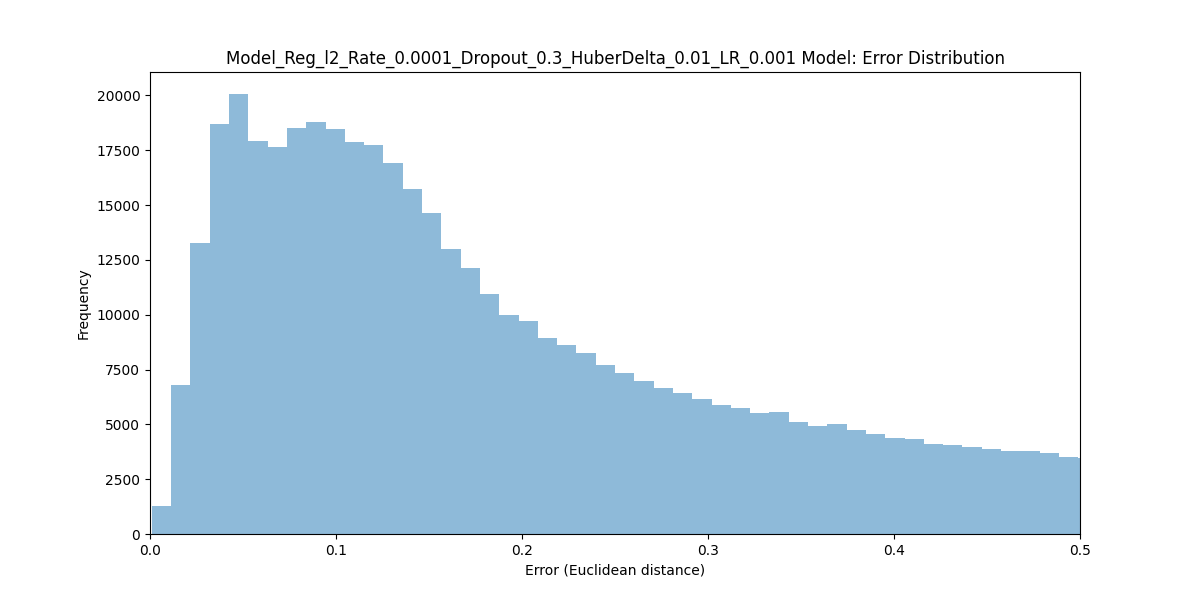 Model_Reg_l2_Rate_0.0001_Dropout_0.3_HuberDelta_0.01_LR_0.001 Model: Error Distribution
20000
17500
15000
12500
10000
7500
5000
2500
0
Frequency
0.0 0.1 0.2 0.3 0.4 0.5
Error (Euclidean distance)